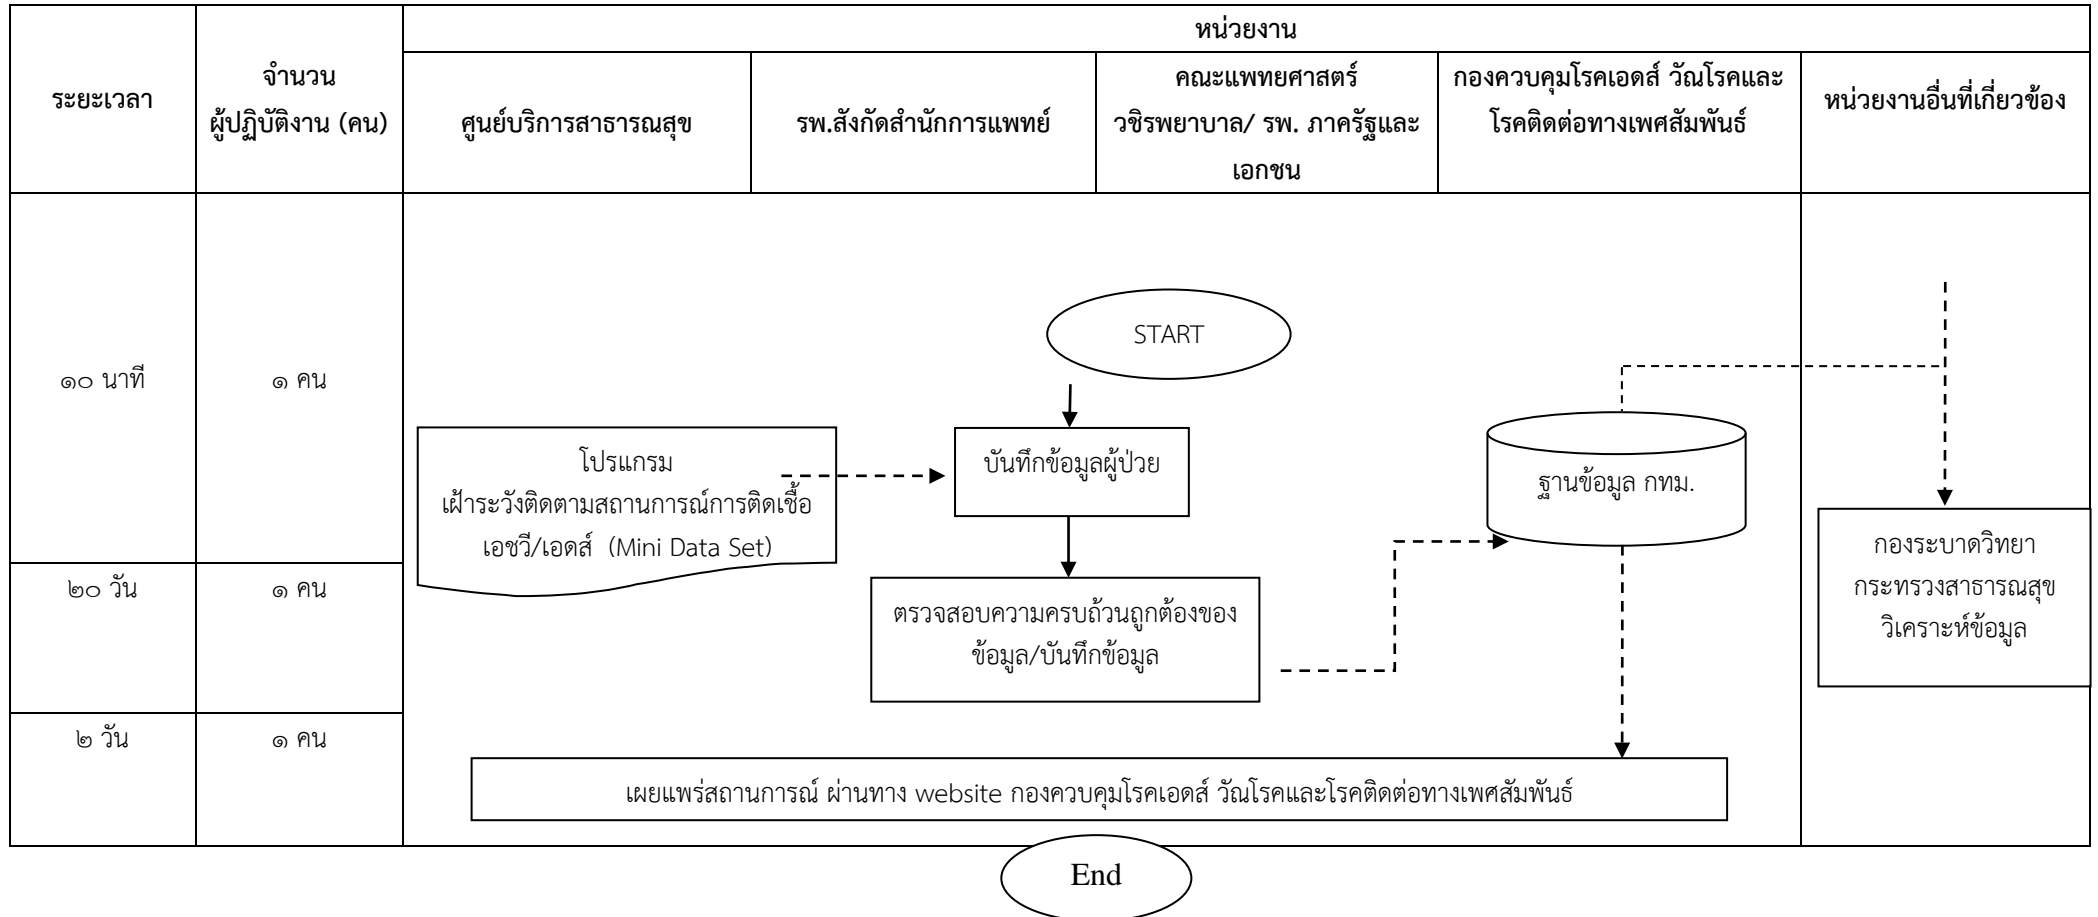 ระยะเวลา
จำนวน
ผู้ปฏิบัติงาน (คน)
หน่วยงาน
ศูนย์บริการสาธารณสุข
รพ.สังกัดสำนักการแพทย์
คณะแพทยศาสตร์
วชิรพยาบาล/ รพ. ภาครัฐและ
เอกชน
กองควบคุมโรคเอดส์ วัณโรคและ
โรคติดต่อทางเพศสัมพันธ์
หน่วยงานอื่นที่เกี่ยวข้อง
๑๐ นาที
๑ คน
START
โปรแกรม
เฝ้าระวังติดตามสถานการณ์การติดเชื้อ
เอชวี/เอดส์ (Mini Data Set)
บันทึกข้อมูลผู้ป่วย
ฐานข้อมูล กทม.
กองระบาดวิทยา
กระทรวงสาธารณสุข
วิเคราะห์ข้อมูล
๒๐ วัน
๑ คน
ตรวจสอบความครบถ้วนถูกต้องของ
ข้อมูล/บันทึกข้อมูล
๒ วัน
๑ คน
เผยแพร่สถานการณ์ ผ่านทาง website กองควบคุมโรคเอดส์ วัณโรคและโรคติดต่อทางเพศสัมพันธ์
End